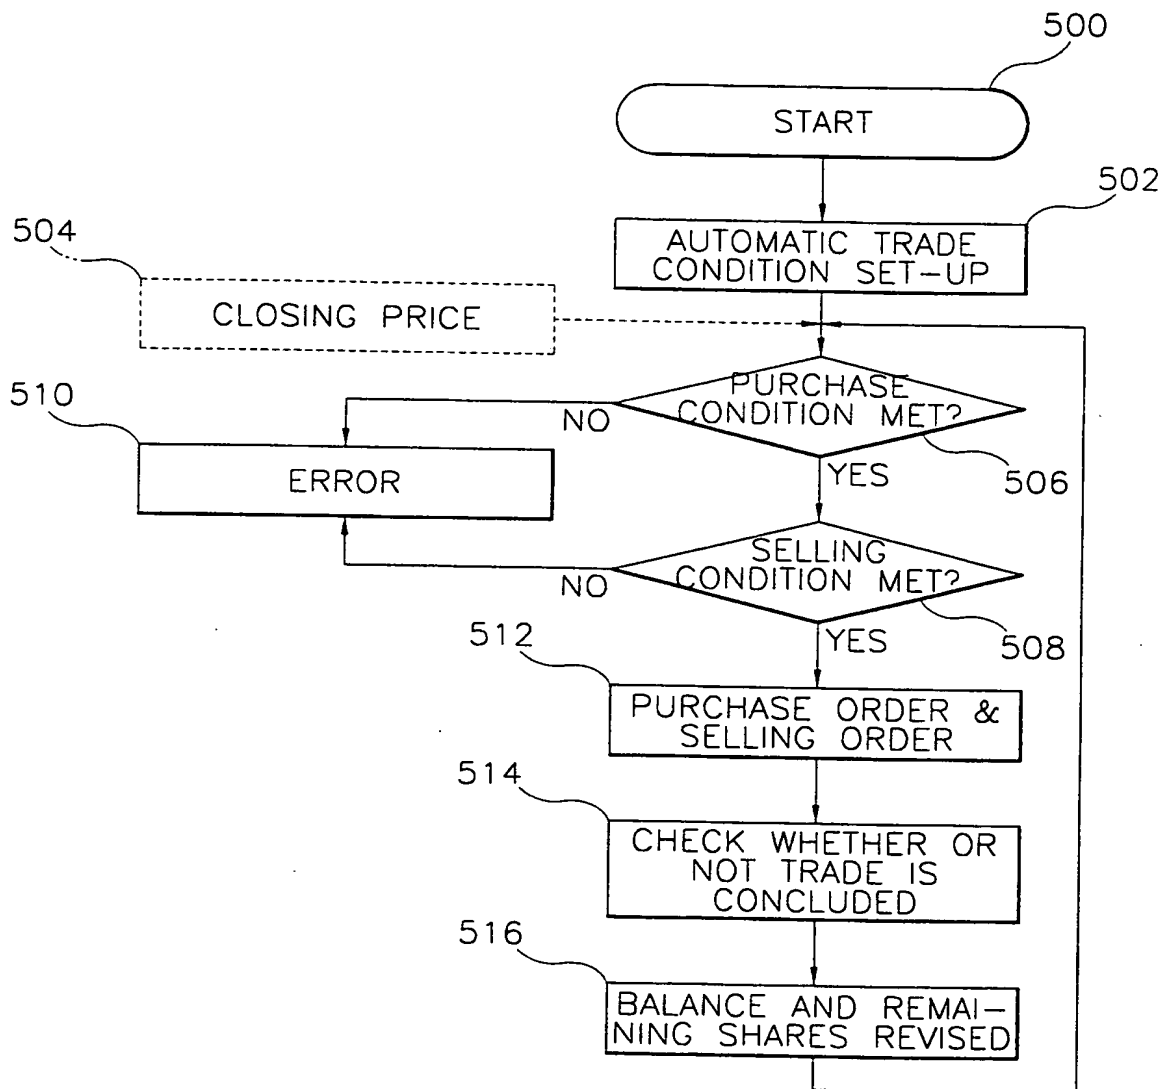 500
START
502
AUTOMATIC TRADE
CONDITION SET-UP
504
CLOSING PRICE
PURCHASE
CONDITION MET?
NO
YES
506
510
ERROR
SELLING
CONDITION MET?
NO
YES
508
512
PURCHASE ORDER &
SELLING ORDER
514
CHECK WHETHER OR
NOT TRADE IS
CONCLUDED
516
BALANCE AND REMAI-
NING SHARES REVISED